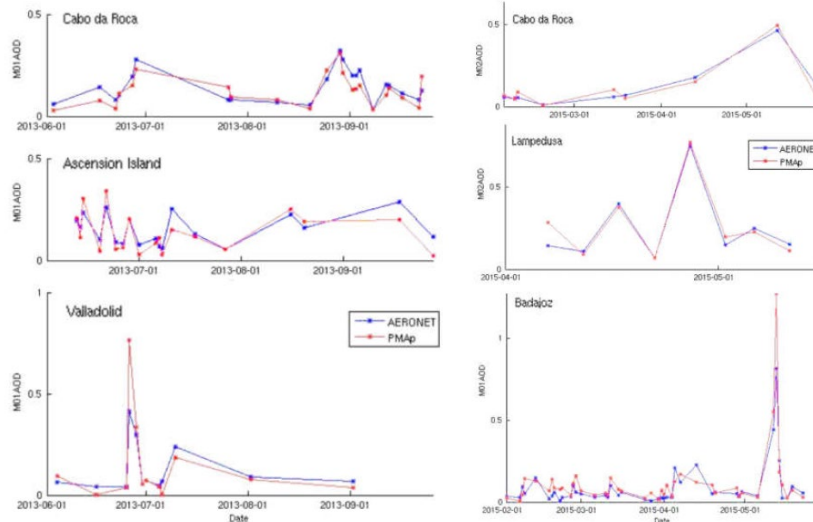 Cabo da Roca
0.5
M01AOD
0
2013-06-01 2013-07-01 2013-08-01 2013-09-01
Ascension Island
0.5
M01AOD
0
2013-07-01 2013-08-01 2013-09-01
Valladolid
1
AERONET
PMAp
M01AOD
0.5
0
2013-06-01 2013-07-01 2013-08-01 2013-09-01
Date
Cabo da Roca
0.5
M02AOD
0
2015-03-01 2015-04-01 2015-05-01
Lampedusa
AERONET
PMAp
0.5
M02AOD
0
2015-04-01 2015-05-01
Badajoz
1
M01AOD
0.5
0
2015-02-01 2015-03-01 2015-04-01 2015-05-01
Date